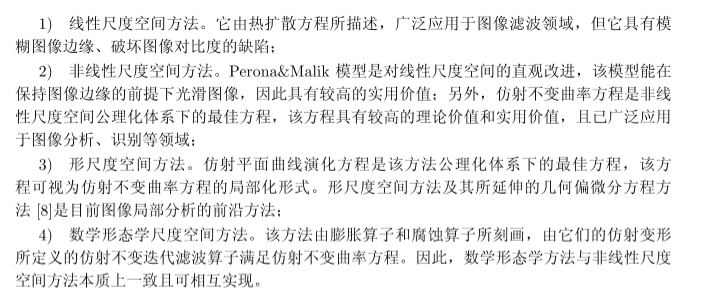 1) 线性尺度空间方法。它由热扩散方程所描述，广泛应用于图像滤波领域，但它具有模
糊图像边缘、破坏图像对比度的缺陷；
2) 非线性尺度空间方法。Perona&Malik 模型是对线性尺度空间的直观改进，该模型能在
保持图像边缘的前提下光滑图像，因此具有较高的实用价值；另外，仿射不变曲率方程是非线
性尺度空间公理化体系下的最佳方程，该方程具有较高的理论价值和实用价值，且已广泛应用
于图像分析、识别等领域；
3) 形尺度空间方法。仿射平面曲线演化方程是该方法公理化体系下的最佳方程，该方
程可视为仿射不变曲率方程的局部化形式。形尺度空间方法及其所延伸的几何偏微分方程方
法 [8]是目前图像局部分析的前沿方法；
4) 数学形态学尺度空间方法。该方法由膨胀算子和腐蚀算子所刻画，由它们的仿射变形
所定义的仿射不变迭代滤波算子满足仿射不变曲率方程。因此，数学形态学方法与非线性尺度
空间方法本质上一致且可相互实现。